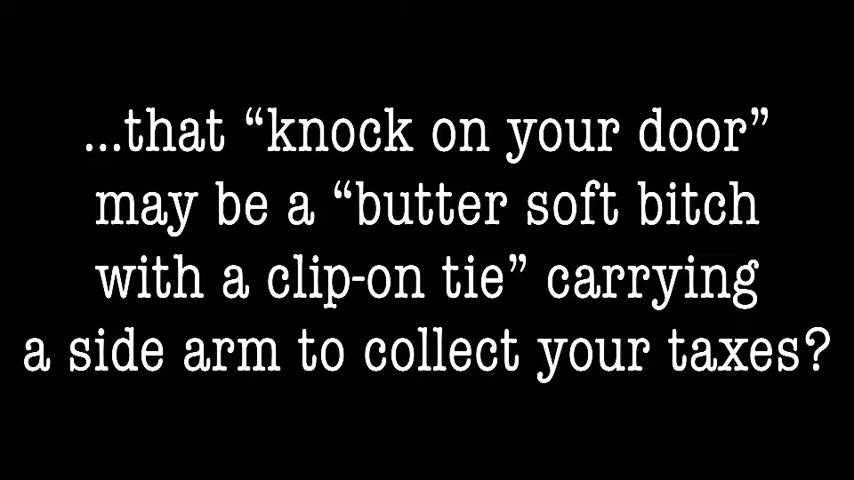 ...that “knock on your door”
may be a “butter soft bitch
with a clip-on tie” carrying
a side arm to collect your taxes?